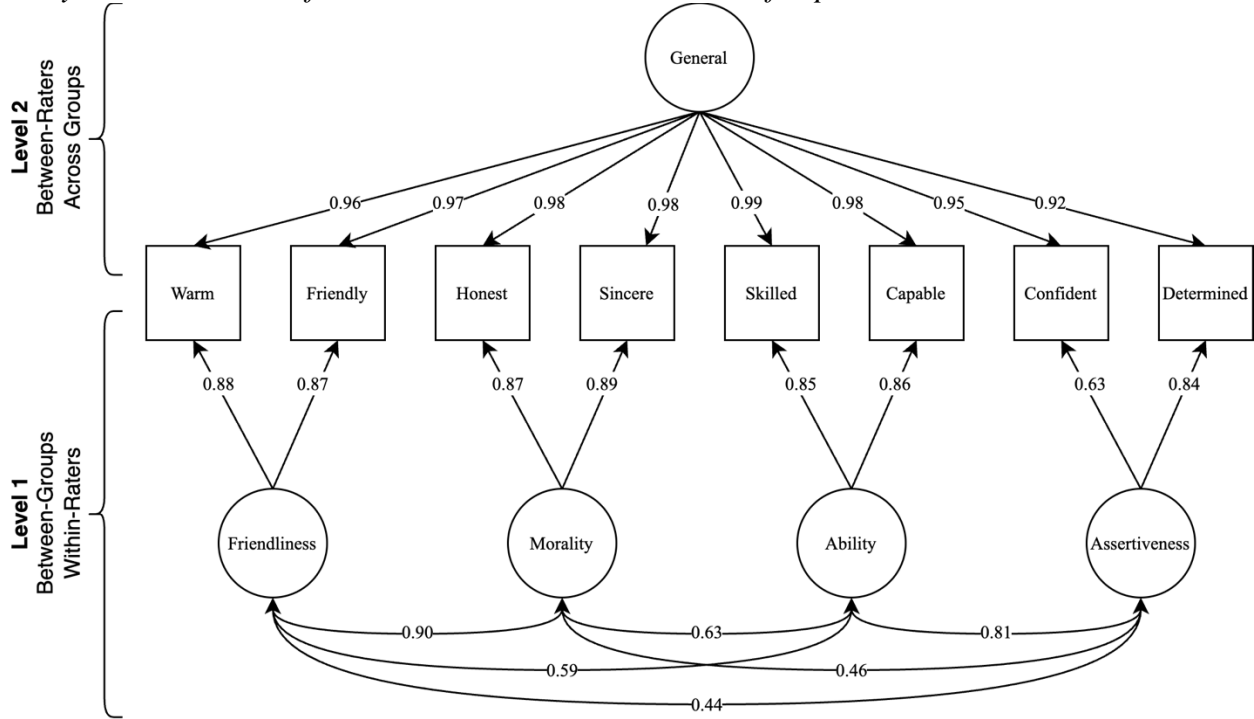 Level 2
Between-Raters
Across Groups
General
0.96 0.97 0.98 0.98 0.99 0.98 0.95 0.92
Warm Friendly Honest Sincere Skilled Capable Confident Determined
Level 1
Between-Groups
Within-Raters
0.88 0.87 0.87 0.89 0.85 0.86 0.63 0.84
Friendliness Morality Ability Assertiveness
0.90 0.63 0.81
0.59 0.46
0.44